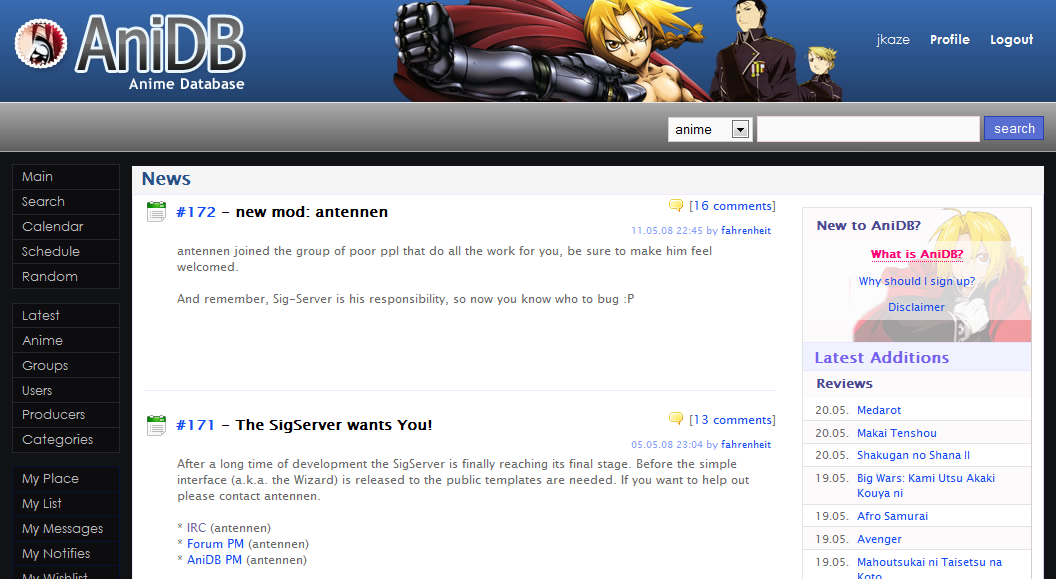 AniDB
Anime Database
jkaze Profile Logout
anime search
Main
Search
Calendar
Schedule
Random
Latest
Anime
Groups
Users
Producers
Categories
My Place
My List
My Messages
My Notifies
My Wishlist
News
#172 - new mod: antennen
[16 comments]
11.05.08 22:45 by fahrenheit
antennen joined the group of poor ppl that do all the work for you, be sure to make him feel
welcomed.
And remember, Sig-Server is his responsibility, so now you know who to bug :P
#171 - The SigServer wants You!
[13 comments]
05.05.08 23:04 by fahrenheit
After a long time of development the SigServer is finally reaching its final stage. Before the simple
interface (a.k.a. the Wizard) is released to the public templates are needed. If you want to help out
please contact antennen.
* IRC (antennen)
* Forum PM (antennen)
* AniDB PM (antennen)
New to AniDB?
What is AniDB?
Why should I sign up?
Disclaimer
Latest Additions
Reviews
20.05. Medarot
20.05. Makai Tenshou
20.05. Shakugan no Shana II
19.05. Big Wars: Kami Utsu Akaki
Kouya ni
19.05. Afro Samurai
19.05. Avenger
19.05. Mahoutsukai ni Taisetsu na
Koto